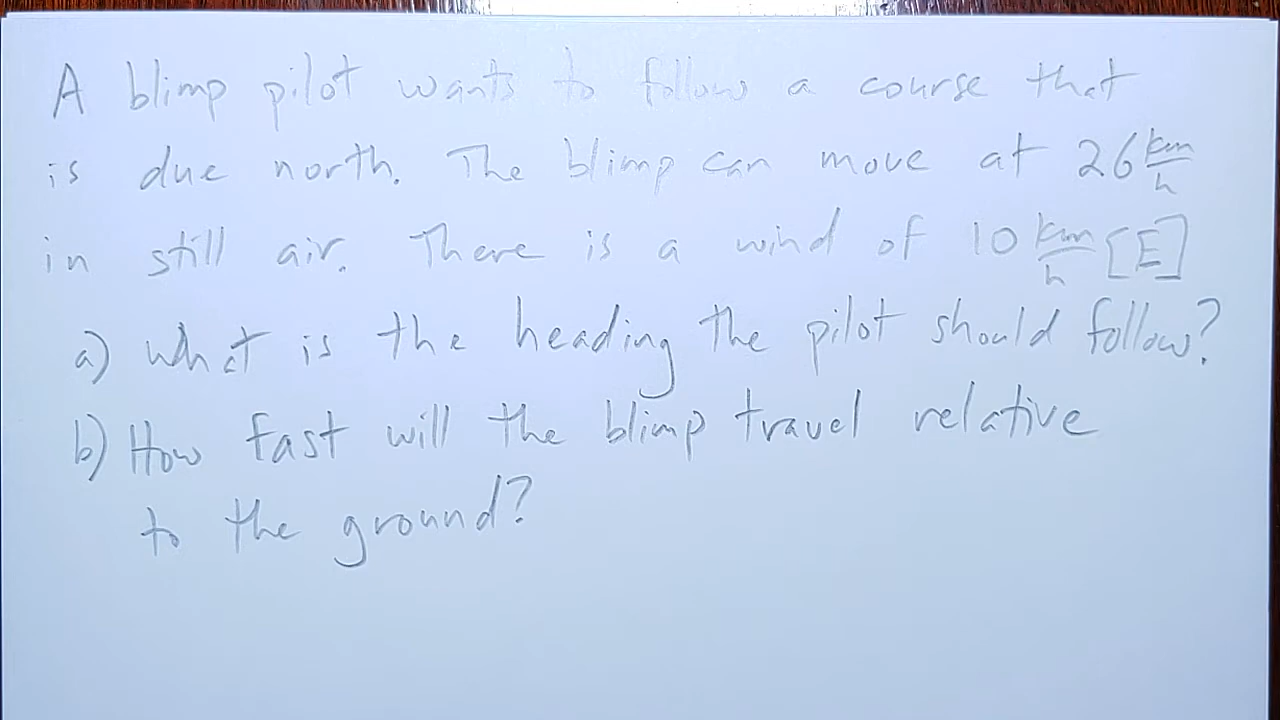 A blimp pilot wants to follow a course that
is due north. The blimp can move at 26 km/h
in still air. There is a wind of 10 km/h [E]
a) what is the heading the pilot should follow?
b) How fast will the blimp travel relative
to the ground?